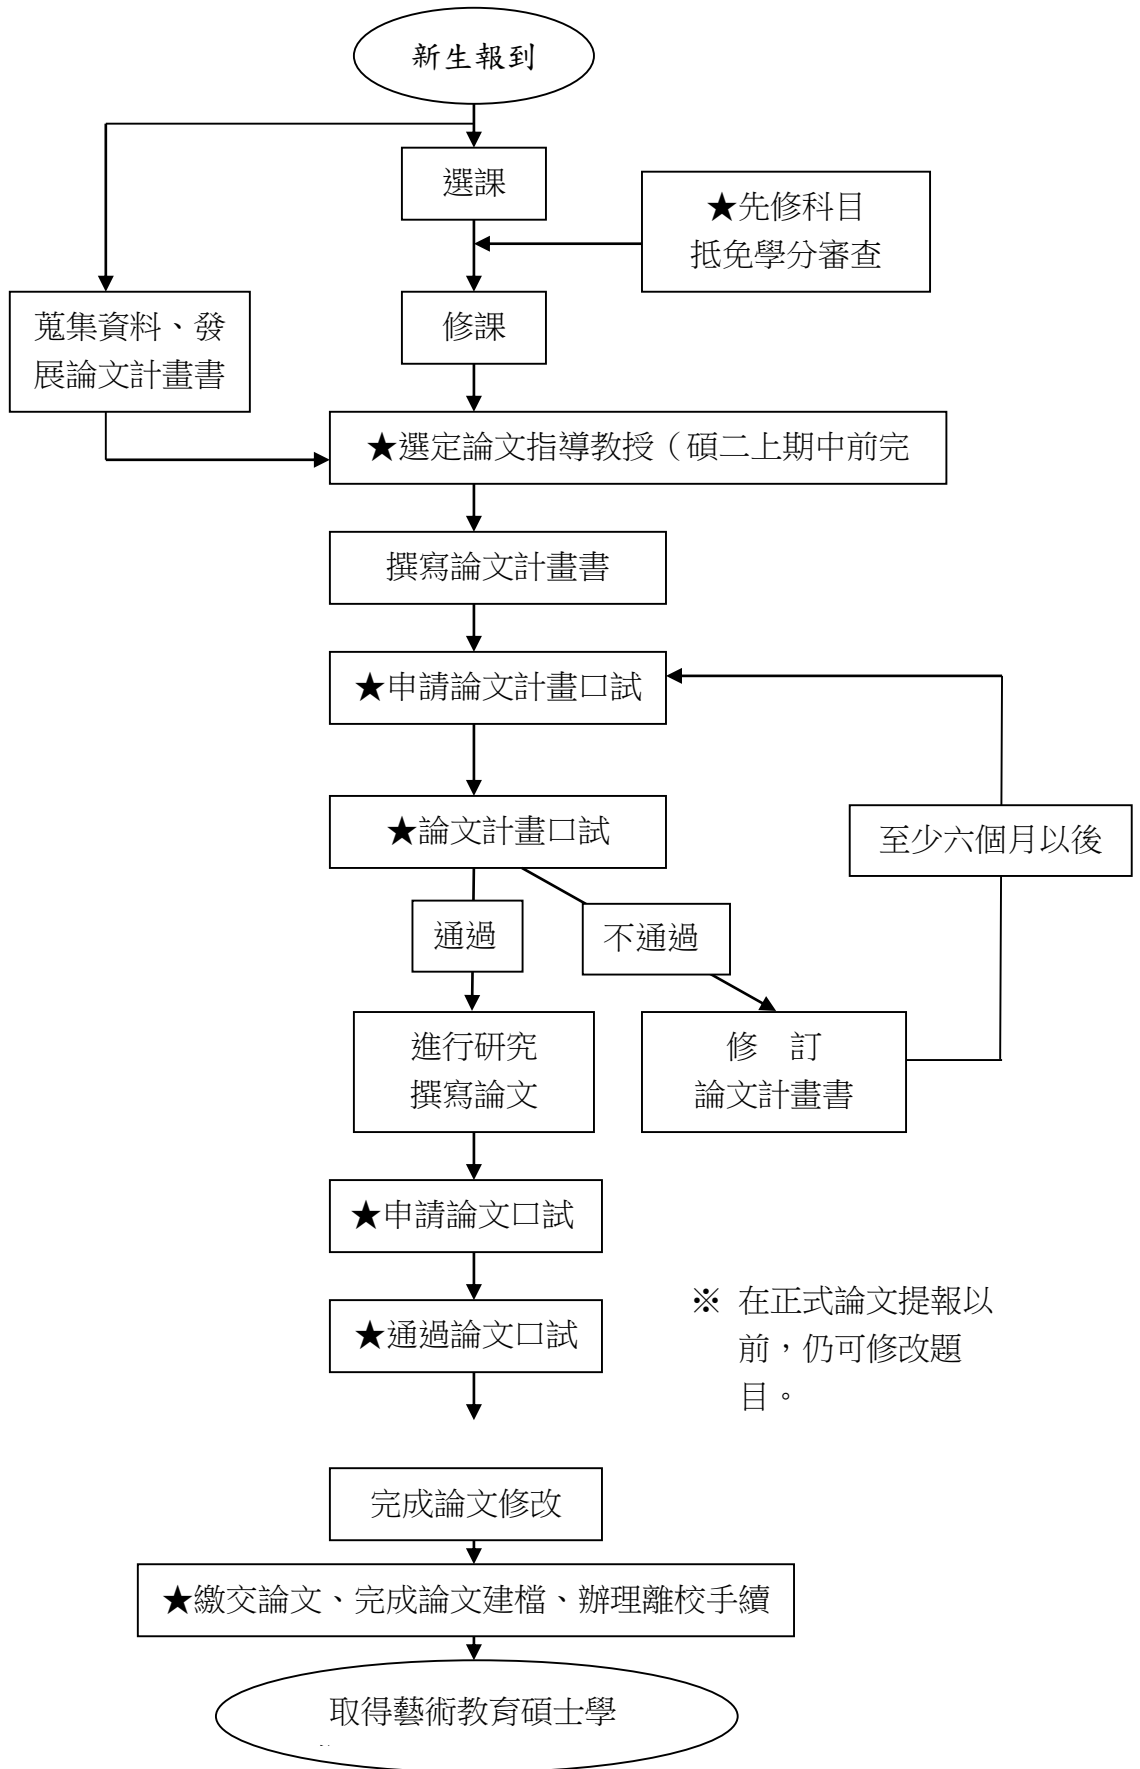 新生報到
選課
★先修科目
抵免學分審查
蒐集資料、發
展論文計畫書
修課
★選定論文指導教授（碩二上期中前完
撰寫論文計畫書
★申請論文計畫口試
★論文計畫口試
至少六個月以後
通過
不通過
進行研究
撰寫論文
修 訂
論文計畫書
★申請論文口試
★通過論文口試
※ 在正式論文提報以
前，仍可修改題
目。
完成論文修改
★繳交論文、完成論文建檔、辦理離校手續
取得藝術教育碩士學